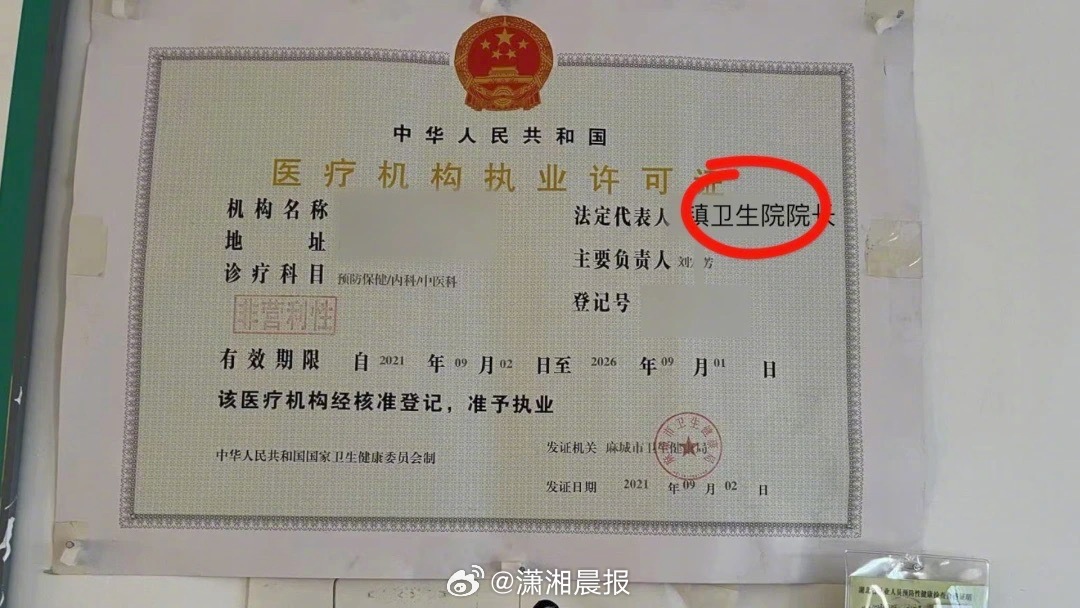 中华人民共和国
医疗机构执业许可证
机构名称
地 址
诊疗科目 预防保健/内科/中医科
非营利性
法定代表人 镇卫生院院长
主要负责人 刘 芳
登记号
有效期限 自 2021 年 09 月 02 日至 2026 年 09 月 01 日
该医疗机构经核准登记，准予执业
中华人民共和国国家卫生健康委员会制
发证机关 麻城市卫生健康局
发证日期 2021 年 09 月 02 日
@潇湘晨报